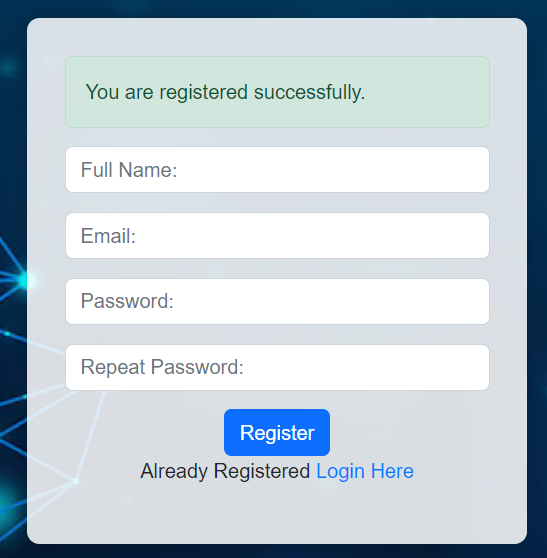 You are registered successfully.
Full Name:
Email:
Password:
Repeat Password:
Register
Already Registered Login Here